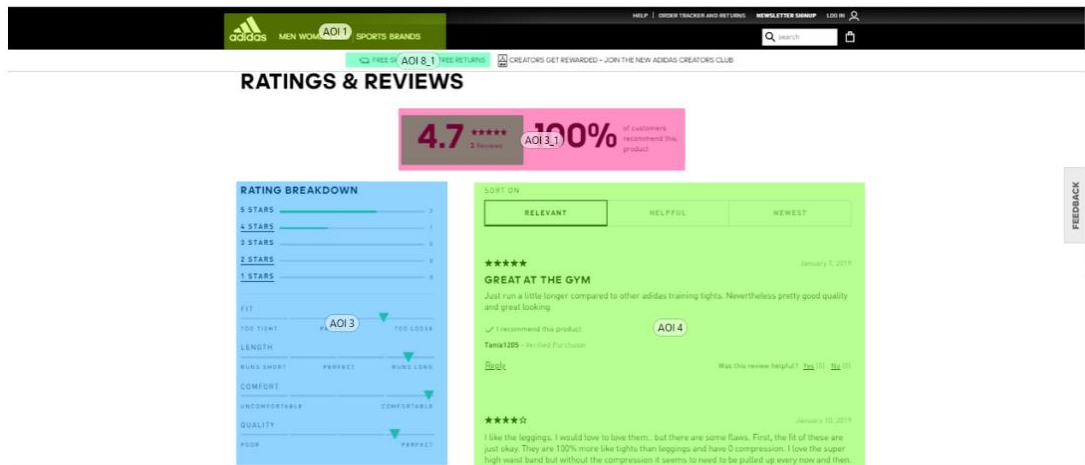 HELP | ORDER TRACKER AND RETURNS NEWSLETTER SIGNUP LOG IN
adidas MEN WOM AOI 1 SPORTS BRANDS search
FREE AOI 8_1 FREE RETURNS CREATORS GET REWARDED – JOIN THE NEW ADIDAS CREATORS CLUB
RATINGS & REVIEWS
4.7 3 Reviews AOI 3_1 100% of customers recommend this product
FEEDBACK
RATING BREAKDOWN
5 STARS
4 STARS
3 STARS
2 STARS
1 STARS
FIT
TOO TIGHT AOI 3 TOO LOOSE
LENGTH
RUNS SHORT PERFECT RUNS LONG
COMFORT
UNCOMFORTABLE COMFORTABLE
QUALITY
POOR PERFECT
SORT ON
RELEVANT HELPFUL NEWEST
January 7, 2019
GREAT AT THE GYM
Just run a little longer compared to other adidas training tights. Nevertheless pretty good quality
and great looking
I recommend this product AOI 4
Tania1205 - Verified Purchaser
Reply Was this review helpful? Yes (0) No (0)
January 10, 2019
I like the leggings. I would love to love them.. but there are some flaws. First, the fit of these are
just okay. They are 100% more like tights than leggings and have 0 compression. I love the super
high waist band but without the compression it seems to need to be pulled up every now and then.